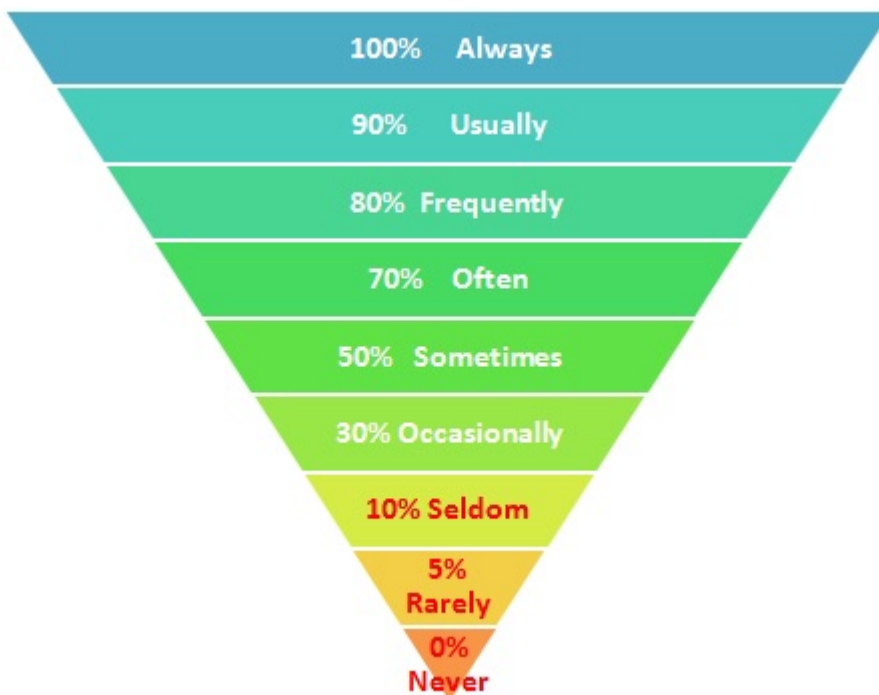 100% Always
90% Usually
80% Frequently
70% Often
50% Sometimes
30% Occasionally
10% Seldom
5%
Rarely
0%
Never